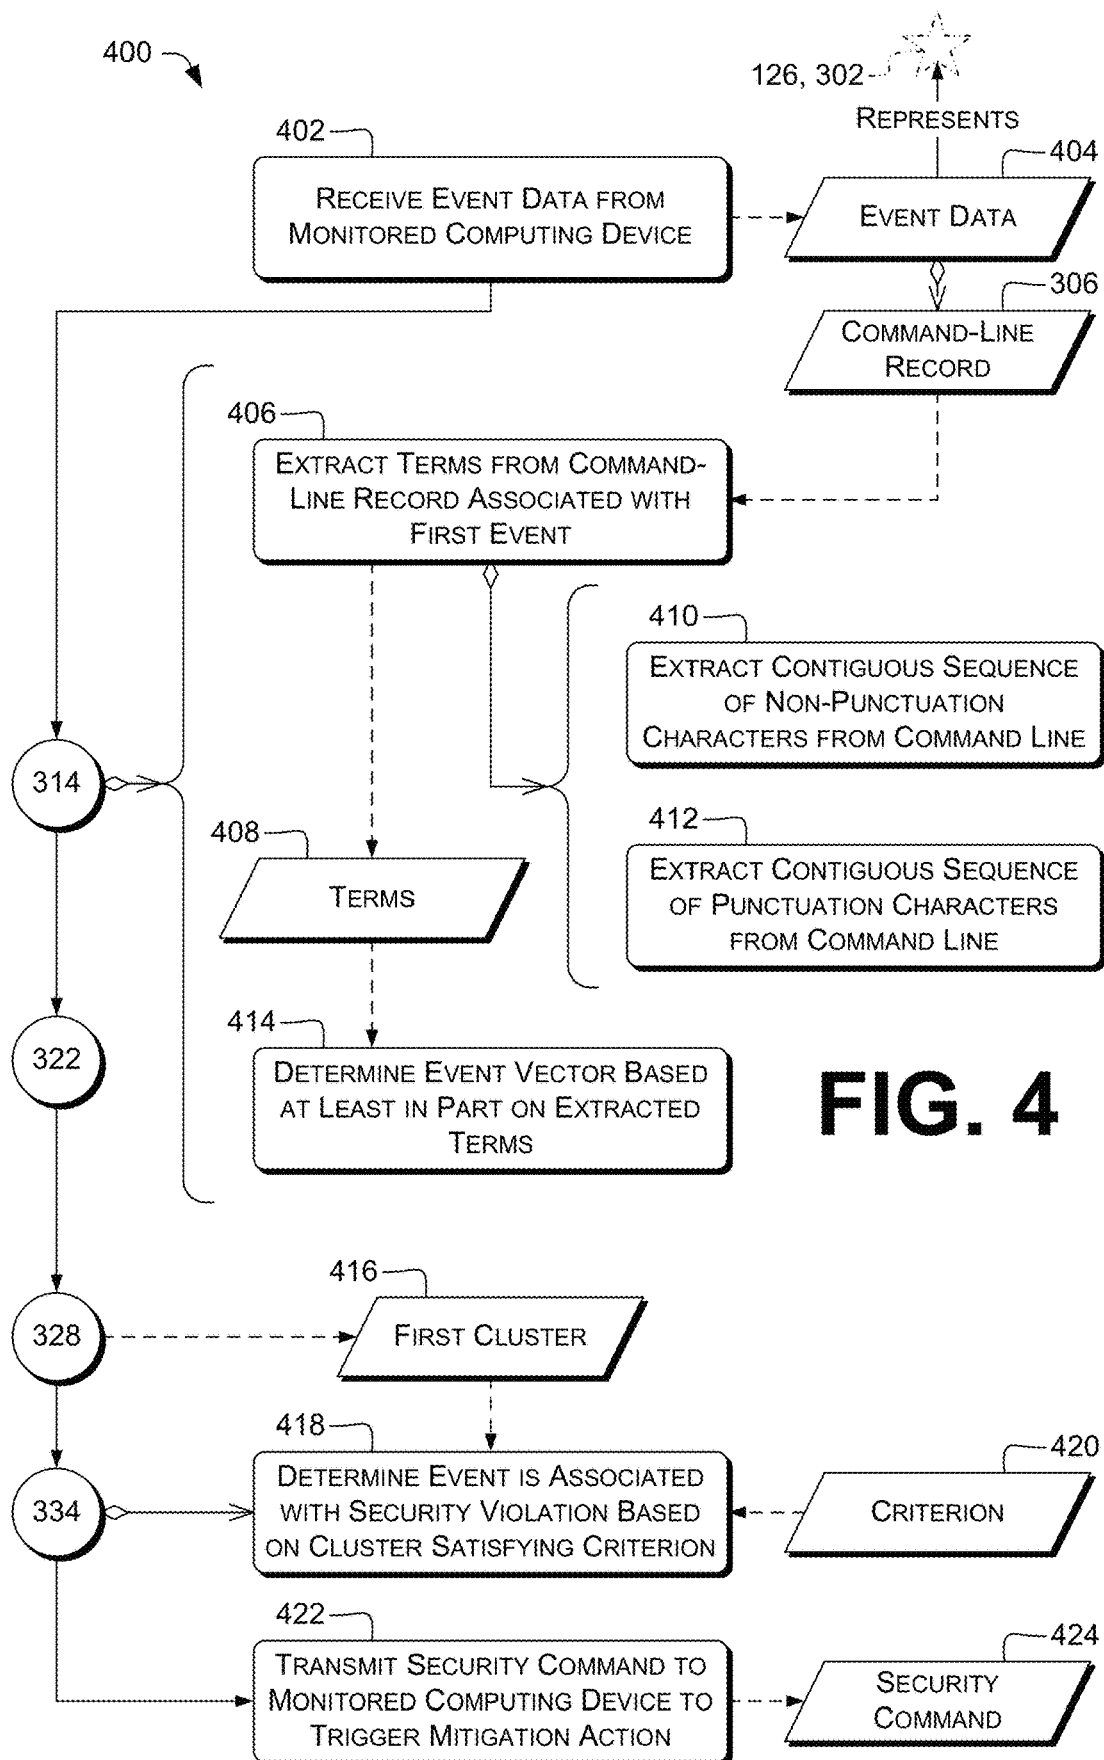 400
126, 302
REPRESENTS
402
RECEIVE EVENT DATA FROM
MONITORED COMPUTING DEVICE
404
EVENT DATA
306
COMMAND-LINE
RECORD
406
EXTRACT TERMS FROM COMMAND-
LINE RECORD ASSOCIATED WITH
FIRST EVENT
410
EXTRACT CONTIGUOUS SEQUENCE
OF NON-PUNCTUATION
CHARACTERS FROM COMMAND LINE
314
408
TERMS
412
EXTRACT CONTIGUOUS SEQUENCE
OF PUNCTUATION CHARACTERS
FROM COMMAND LINE
322
414
DETERMINE EVENT VECTOR BASED
AT LEAST IN PART ON EXTRACTED
TERMS
FIG. 4
328
416
FIRST CLUSTER
334
418
DETERMINE EVENT IS ASSOCIATED
WITH SECURITY VIOLATION BASED
ON CLUSTER SATISFYING CRITERION
420
CRITERION
422
TRANSMIT SECURITY COMMAND TO
MONITORED COMPUTING DEVICE TO
TRIGGER MITIGATION ACTION
424
SECURITY
COMMAND